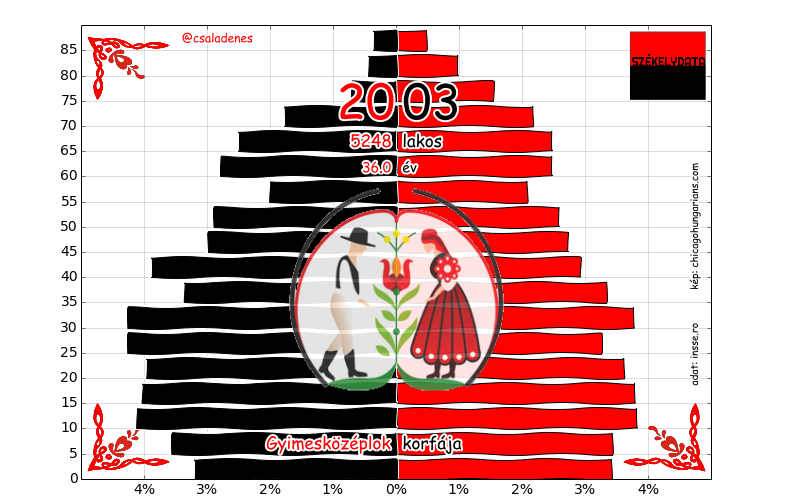 @csaladenes
SZÉKELYDATA
2003
5248 lakos
36.0 év
kép: chicagohungarians.com
adat: insse.ro
Gyimesközéplok korfája
85
80
75
70
65
60
55
50
45
40
35
30
25
20
15
10
5
0
4% 3% 2% 1% 0% 1% 2% 3% 4%